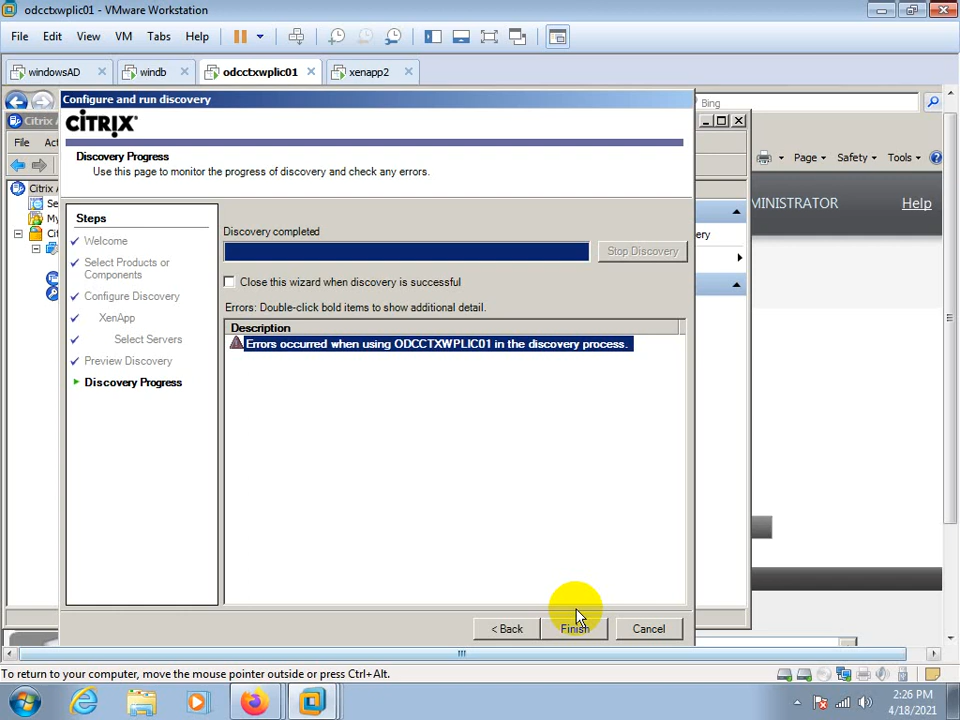 odcctxwplic01 - VMware Workstation
File Edit View VM Tabs Help
windowsAD windb odcctxwplic01 xenapp2
Configure and run discovery
Bing
CİTRIX
Citrix
File
Discovery Progress
Use this page to monitor the progress of discovery and check any errors.
Page Safety Tools
Citrix
MINISTRATOR Help
Steps
Welcome
Select Products or
Components
Configure Discovery
XenApp
Select Servers
Preview Discovery
Discovery Progress
Discovery completed
Stop Discovery
Close this wizard when discovery is successful
Errors: Double-click bold items to show additional detail.
Description
Errors occurred when using ODCCTXWPLIC01 in the discovery process.
< Back Finish Cancel
To return to your computer, move the mouse pointer outside or press Ctrl+Alt.
2:26 PM
4/18/2021